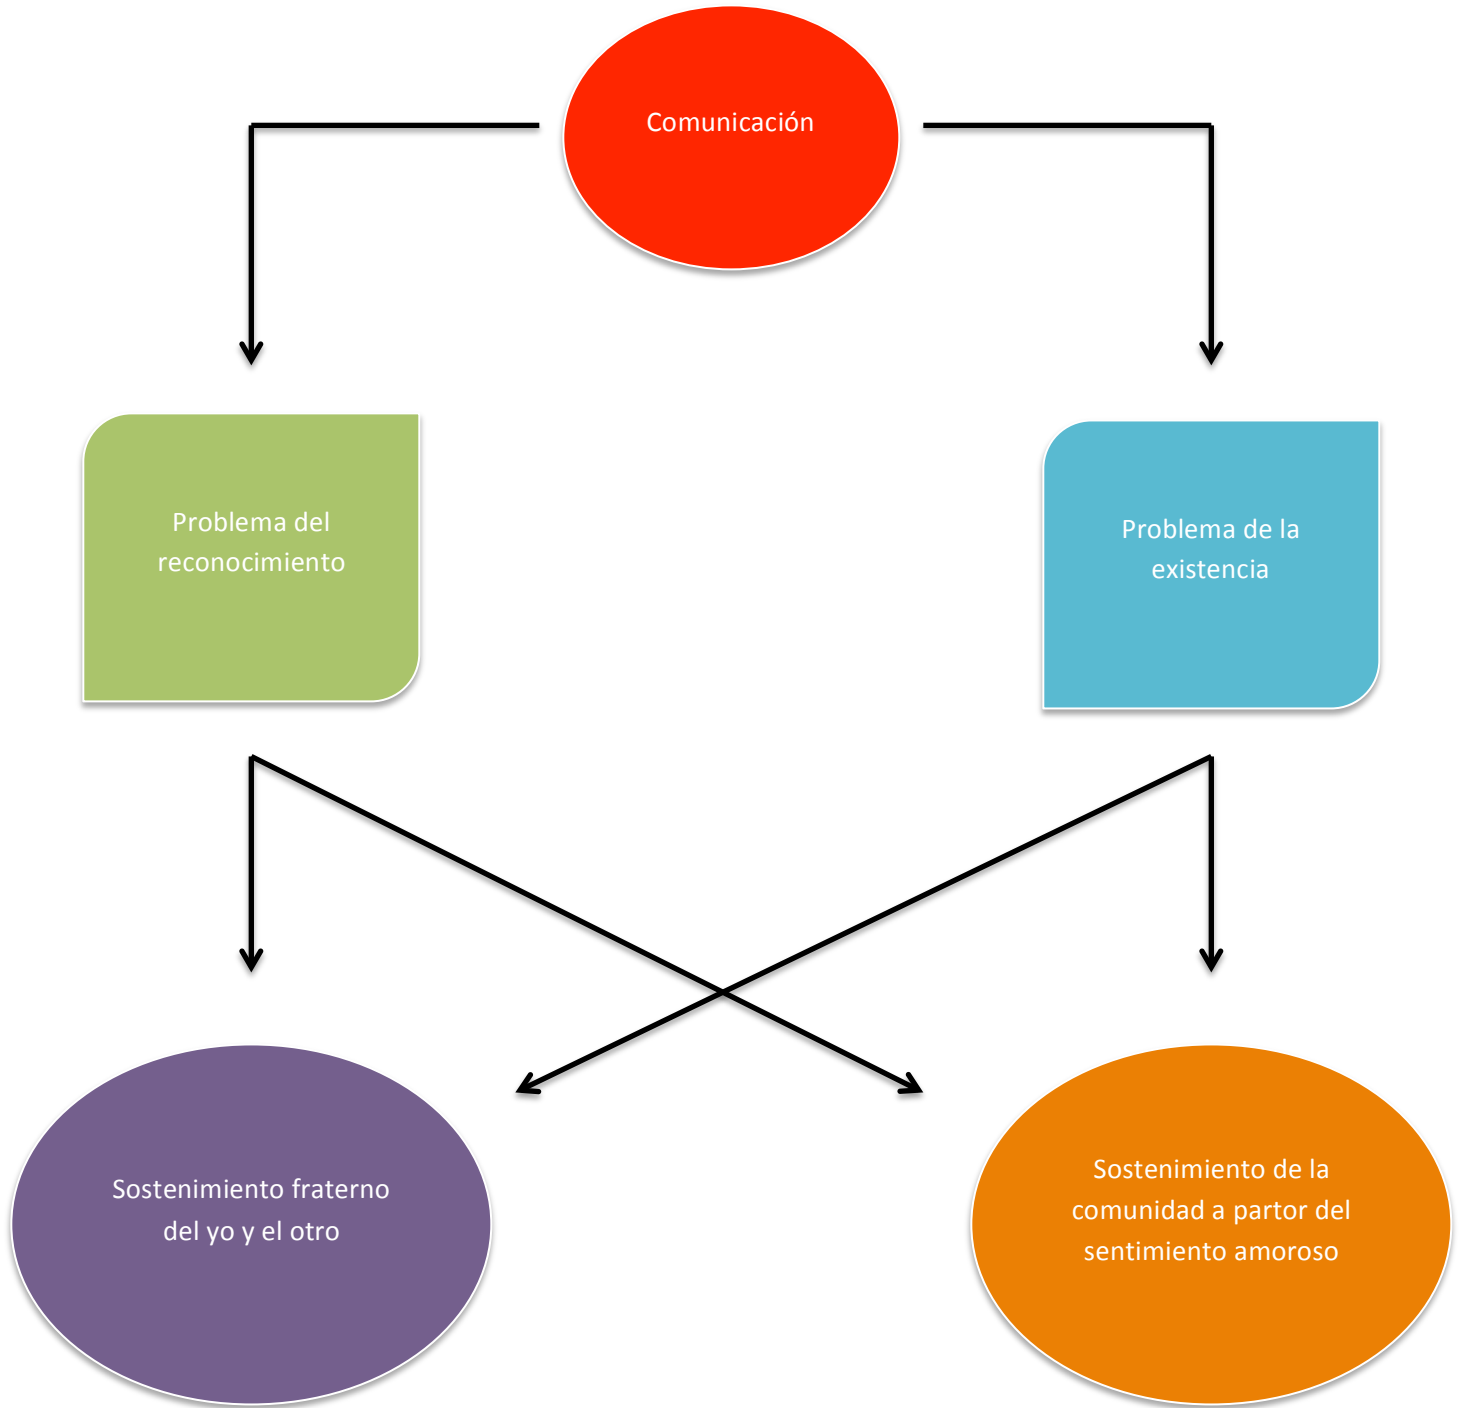 Comunicación
Problema del
reconocimiento
Problema de la
existencia
Sostenimiento fraterno
del yo y el otro
Sostenimiento de la
comunidad a partor del
sentimiento amoroso